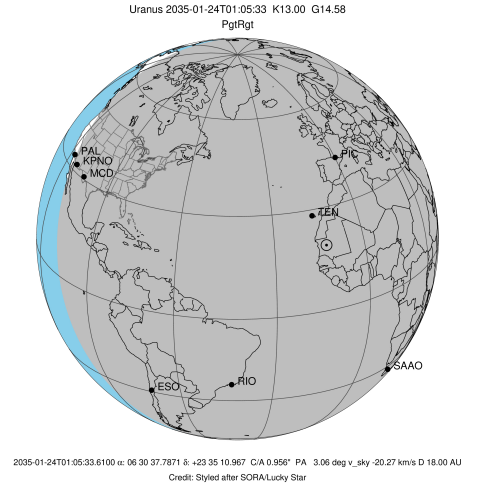 Uranus 2035-01-24T01:05:33 K13.00 G14.58
PgtRgt
PAL
KPNO
MCD
PIC
TEN
SAAO
RIO
ESO
2035-01-24T01:05:33.6100 α: 06 30 37.7871 δ: +23 35 10.967 C/A 0.956" PA 3.06 deg v_sky -20.27 km/s D 18.00 AU
Credit: Styled after SORA/Lucky Star